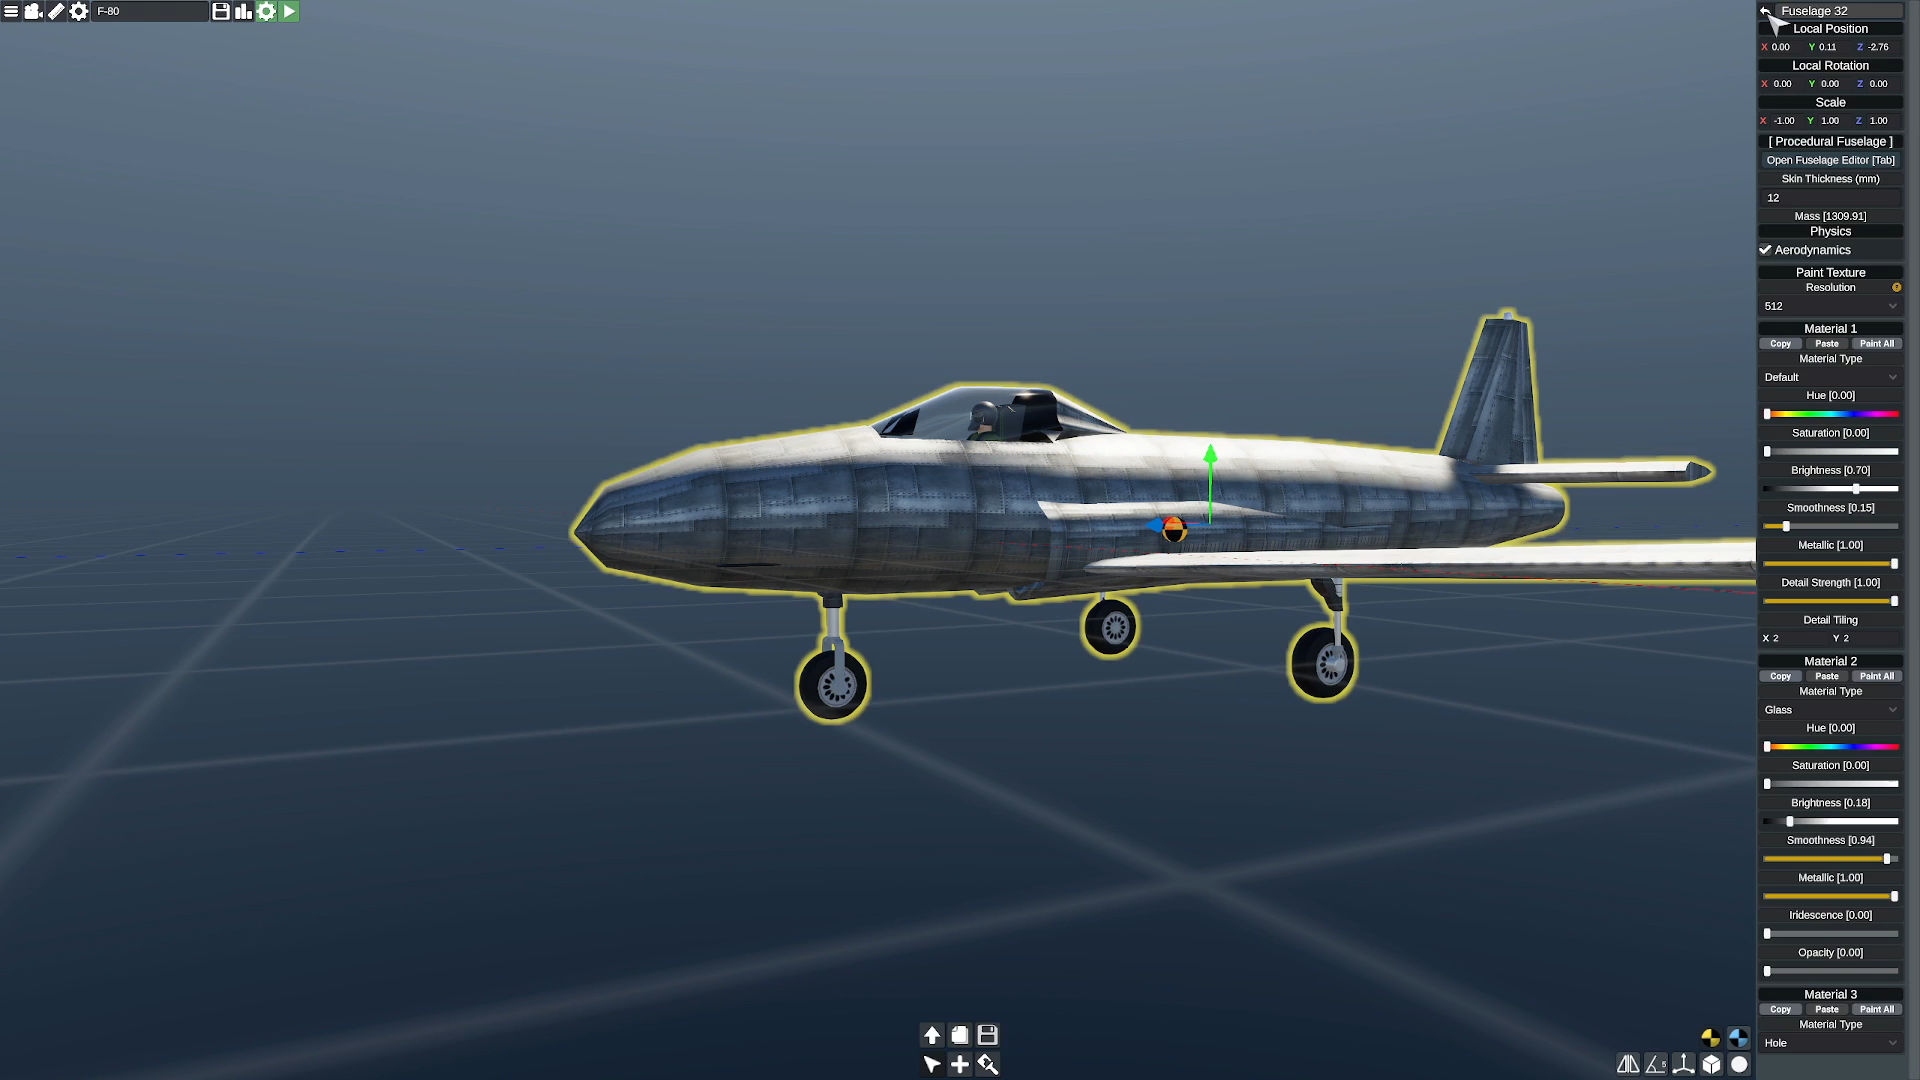 F-80
Fuselage 32
Local Position
X 0.00 Y 0.11 Z -2.76
Local Rotation
X 0.00 Y 0.00 Z 0.00
Scale
X -1.00 Y 1.00 Z 1.00
[ Procedural Fuselage ]
Open Fuselage Editor [Tab]
Skin Thickness (mm)
12
Mass [1309.91]
Physics
Aerodynamics
Paint Texture
Resolution
512
Material 1
Copy Paste Paint All
Material Type
Default
Hue [0.00]
Saturation [0.00]
Brightness [0.70]
Smoothness [0.15]
Metallic [1.00]
Detail Strength [1.00]
Detail Tiling
X 2 Y 2
Material 2
Copy Paste Paint All
Material Type
Glass
Hue [0.00]
Saturation [0.00]
Brightness [0.18]
Smoothness [0.94]
Metallic [1.00]
Iridescence [0.00]
Opacity [0.00]
Material 3
Copy Paste Paint All
Material Type
Hole